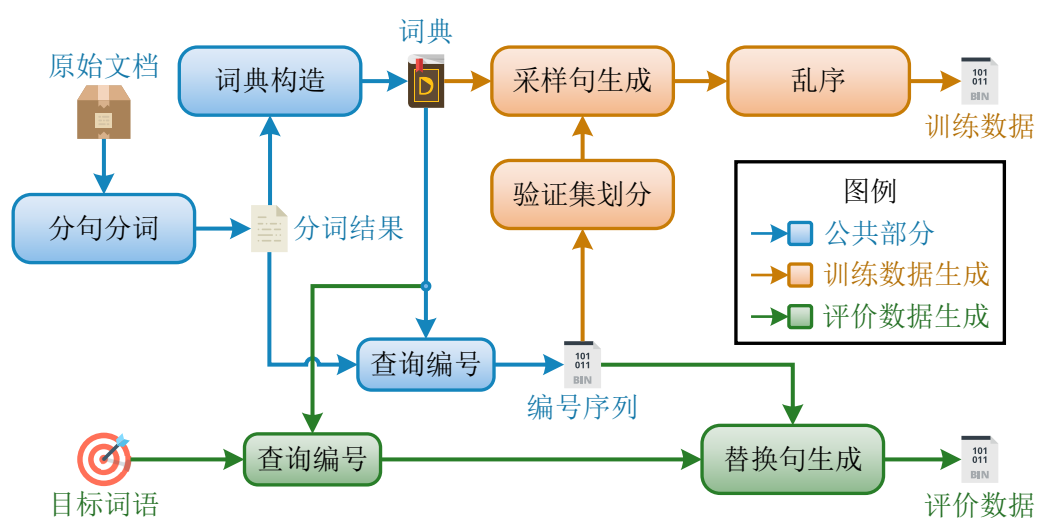 词典
原始文档
词典构造
D
采样句生成
乱序
101
011
BIN
训练数据
验证集划分
图例
公共部分
训练数据生成
评价数据生成
分句分词
分词结果
查询编号
101
011
BIN
编号序列
目标词语
查询编号
替换句生成
101
011
BIN
评价数据